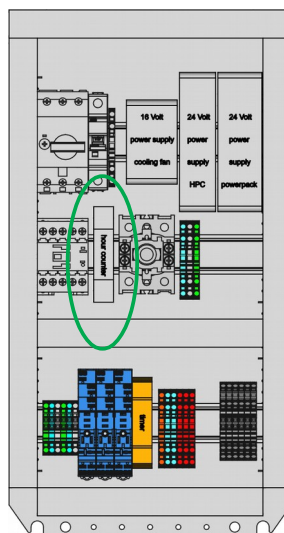 16 Volt
power supply
cooling fan
24 Volt
power
supply
HPC
24 Volt
power
supply
powerpack
hour counter
timer